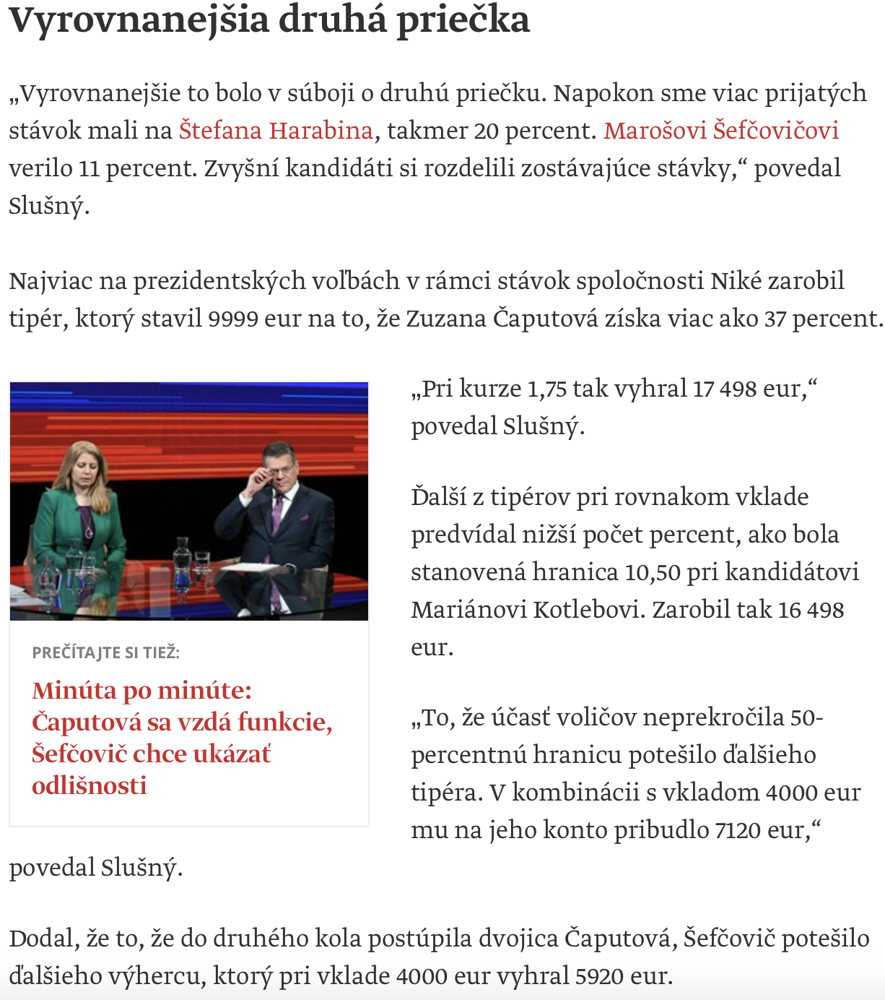 Vyrovnanejšia druhá priečka
„Vyrovnanejšie to bolo v súboji o druhú priečku. Napokon sme viac prijatých
stávok mali na Štefana Harabina, takmer 20 percent. Marošovi Šefčovičovi
verilo 11 percent. Zvyšní kandidáti si rozdelili zostávajúce stávky,“ povedal
Slušný.
Najviac na prezidentských voľbách v rámci stávok spoločnosti Niké zarobil
tipér, ktorý stavil 9999 eur na to, že Zuzana Čaputová získa viac ako 37 percent.
„Pri kurze 1,75 tak vyhral 17 498 eur,“
povedal Slušný.
Ďalší z tipérov pri rovnakom vklade
predvídal nižší počet percent, ako bola
stanovená hranica 10,50 pri kandidátovi
Mariánovi Kotlebovi. Zarobil tak 16 498
eur.
PREČÍTAJTE SI TIEŽ:
Minúta po minúte:
Čaputová sa vzdá funkcie,
Šefčovič chce ukázať
odlišnosti
„To, že účasť voličov neprekročila 50-
percentnú hranicu potešilo ďalšieho
tipéra. V kombinácii s vkladom 4000 eur
mu na jeho konto pribudlo 7120 eur,“
povedal Slušný.
Dodal, že to, že do druhého kola postúpila dvojica Čaputová, Šefčovič potešilo
ďalšieho výhercu, ktorý pri vklade 4000 eur vyhral 5920 eur.